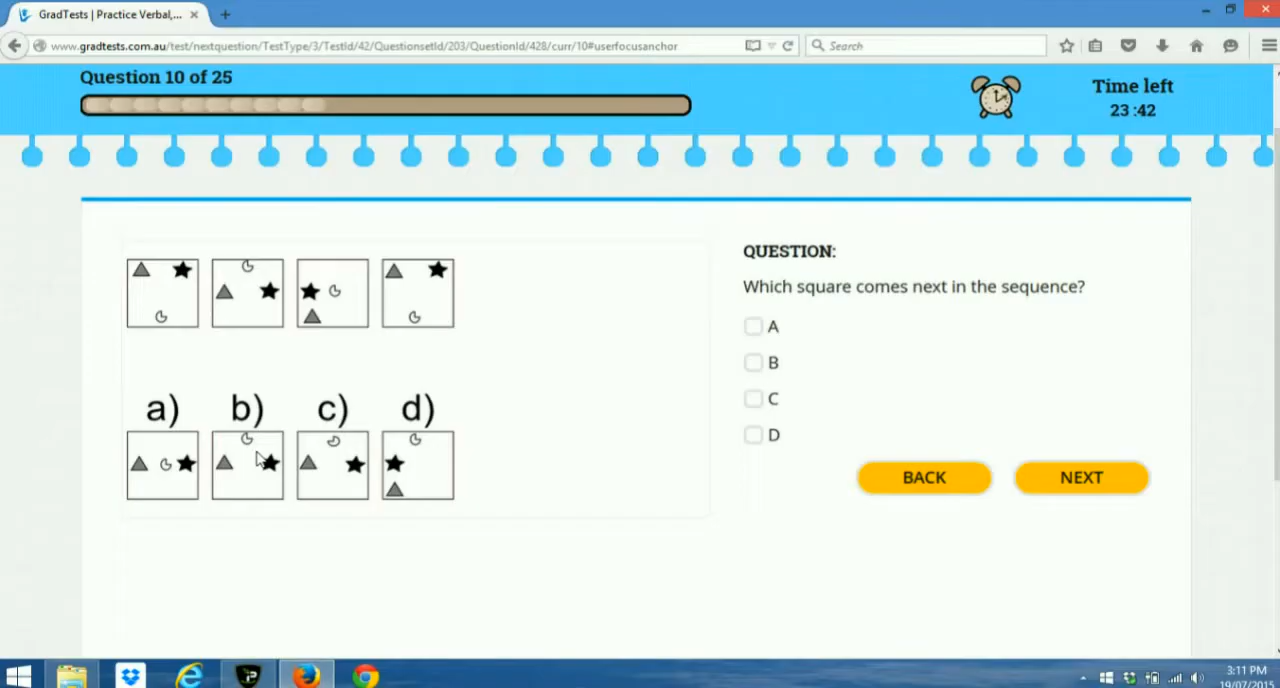 GradTests | Practice Verbal,...
www.gradtests.com.au/test/nextquestion/TestType/3/TestId/42/QuestionsetId/203/QuestionId/428/curr/10#userfocusanchor
Search
Question 10 of 25
Time left
23 :42
QUESTION:
Which square comes next in the sequence?
A
B
C
D
a) b) c) d)
BACK
NEXT
3:11 PM
19/07/2015